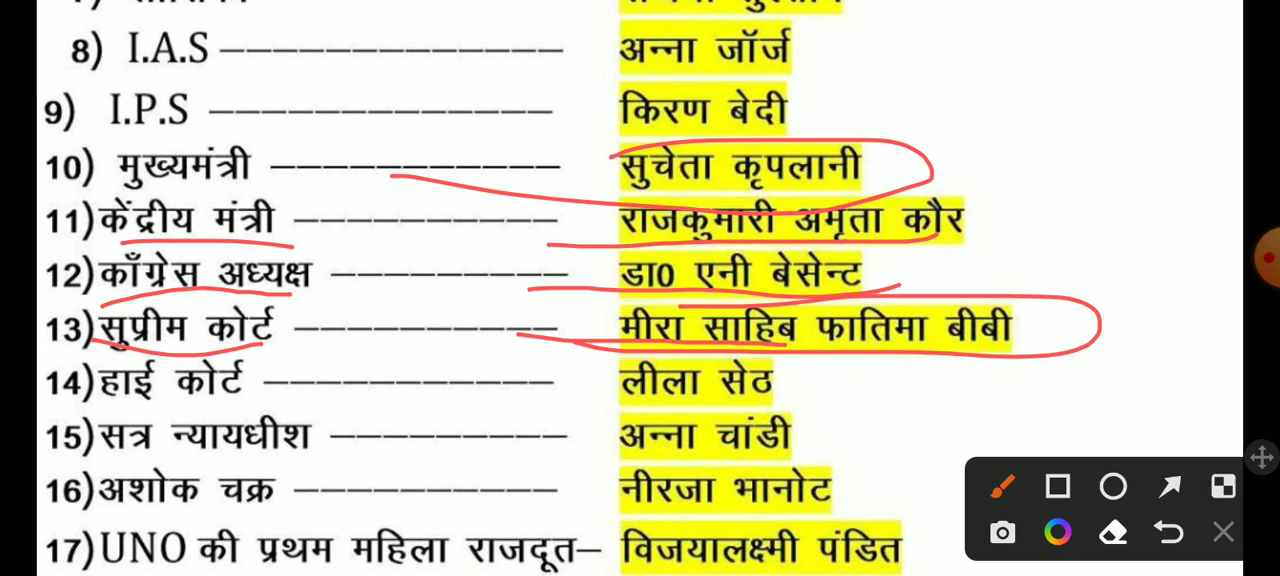 8) I.A.S ------------- अन्ना जॉर्ज
9) I.P.S ------------- किरण बेदी
10) मुख्यमंत्री ----------- सुचेता कृपलानी
11) केंद्रीय मंत्री ---------- राजकुमारी अमृता कौर
12) काँग्रेस अध्यक्ष --------- डा0 एनी बेसेन्ट
13) सुप्रीम कोर्ट ---------- मीरा साहिब फातिमा बीबी
14) हाई कोर्ट ----------- लीला सेठ
15) सत्र न्यायधीश --------- अन्ना चांडी
16) अशोक चक्र ---------- नीरजा भानोट
17) UNO की प्रथम महिला राजदूत– विजयालक्ष्मी पंडित